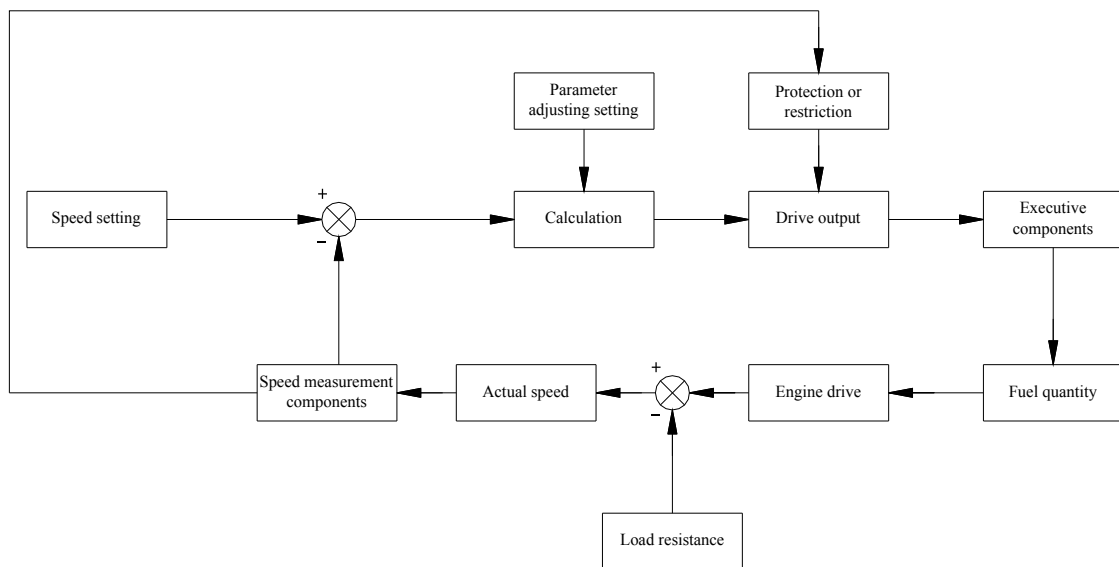 Parameter
adjusting setting
Protection or
restriction
+
Speed setting
Calculation
Drive output
Executive
components
−
+
Speed measurement
components
Actual speed
Engine drive
Fuel quantity
−
Load resistance